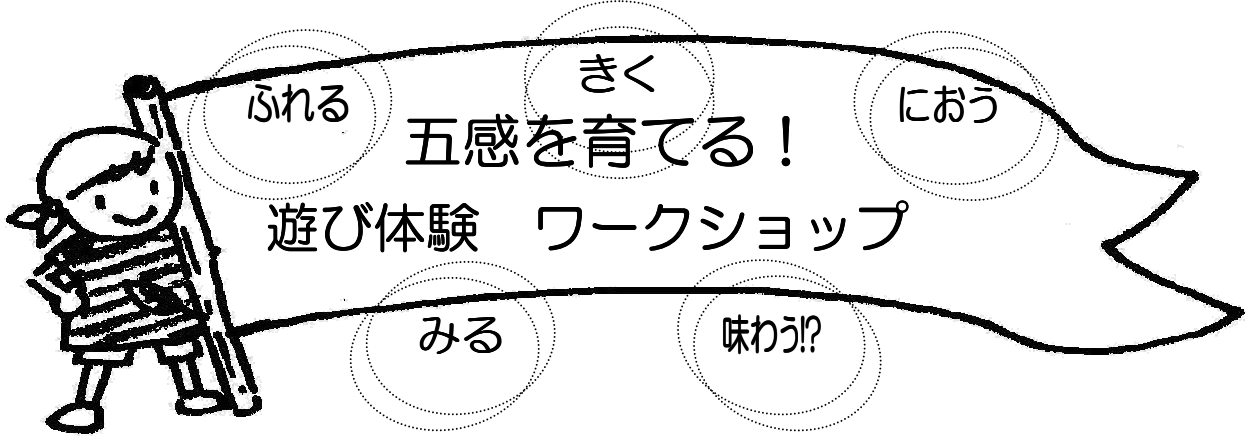 きく
ふれる
におう
五感を育てる！
遊び体験　ワークショップ
みる
味わう!?